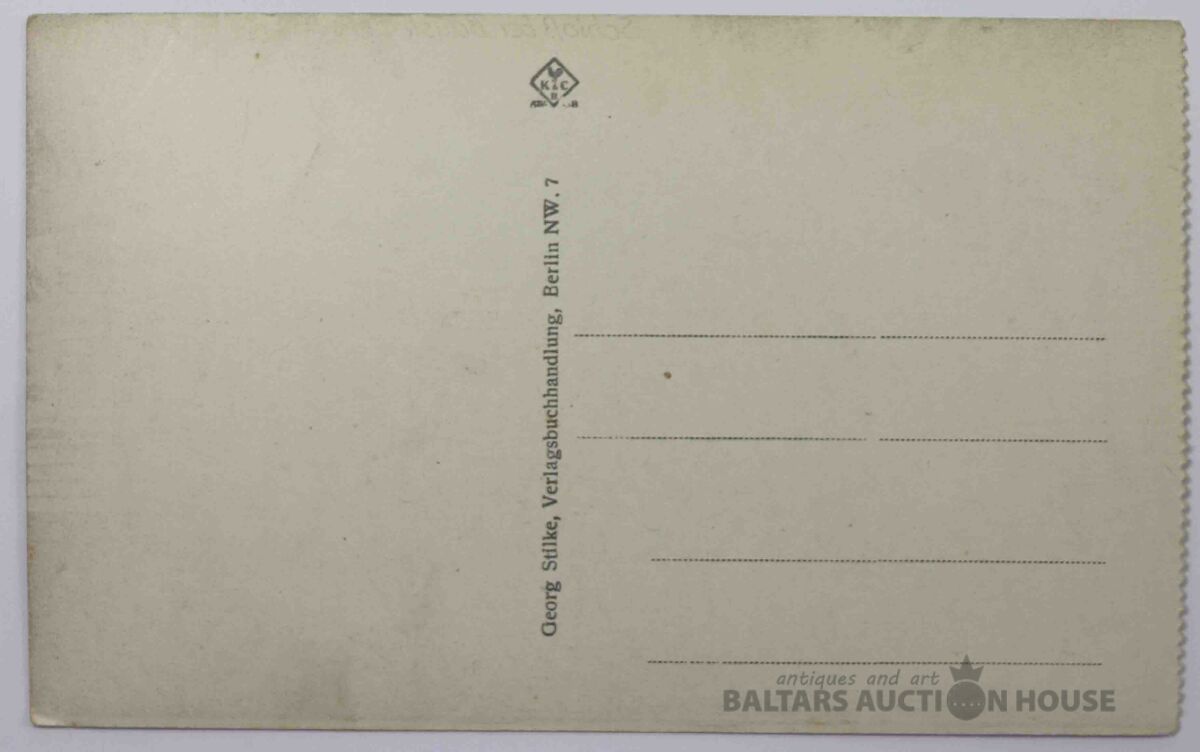 K C
Georg Stilke, Verlagsbuchhandlung, Berlin NW. 7
antiques and art
BALTARS AUCTION HOUSE